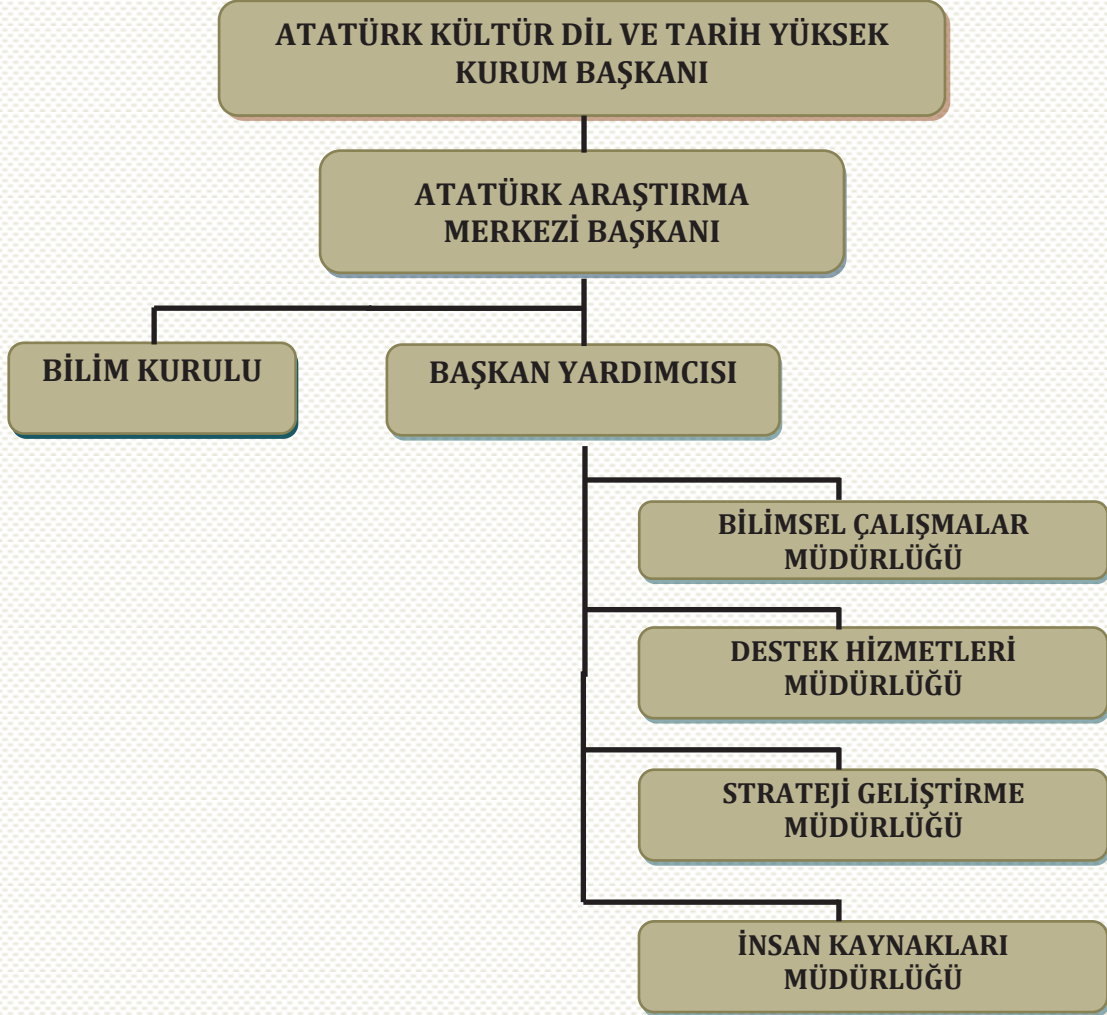 ATATÜRK KÜLTÜR DİL VE TARİH YÜKSEK
KURUM BAŞKANI
ATATÜRK ARAŞTIRMA
MERKEZİ BAŞKANI
BİLİM KURULU
BAŞKAN YARDIMCISI
BİLİMSEL ÇALIŞMALAR
MÜDÜRLÜĞÜ
DESTEK HİZMETLERİ
MÜDÜRLÜĞÜ
STRATEJİ GELİŞTİRME
MÜDÜRLÜĞÜ
İNSAN KAYNAKLARI
MÜDÜRLÜĞÜ